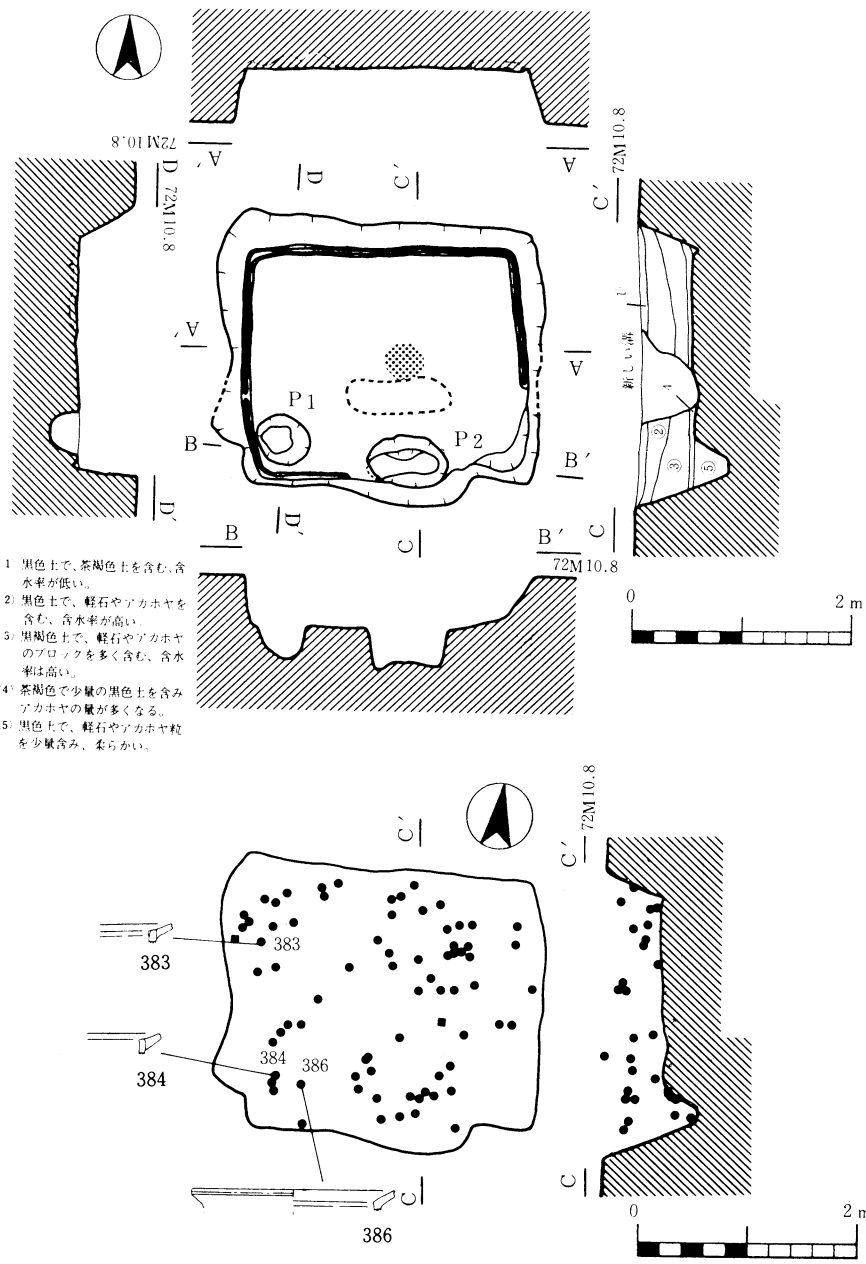 72M10.8
A′
A
D
72M10.8
D
C′
C′
72M10.8
A′
A
1
新しい溝
4
P1
P2
②
③
⑤
B
B′
D′
D′
C
C
B
B′
72M10.8
1 黒色土で、茶褐色土を含む、含
水率が低い。
2) 黒色土で、軽石やアカホヤを
含む、含水率が高い。
3) 黒褐色土で、軽石やアカホヤ
のブロックを多く含む、含水
率は高い。
4) 茶褐色で少量の黒色土を含み
アカホヤの量が多くなる。
5) 黒色土で、軽石やアカホヤ粒
を少量含み、柔らかい。
0 2 m
C′
C′
72M10.8
383
383
384
386
384
C
C
386
0 2 m